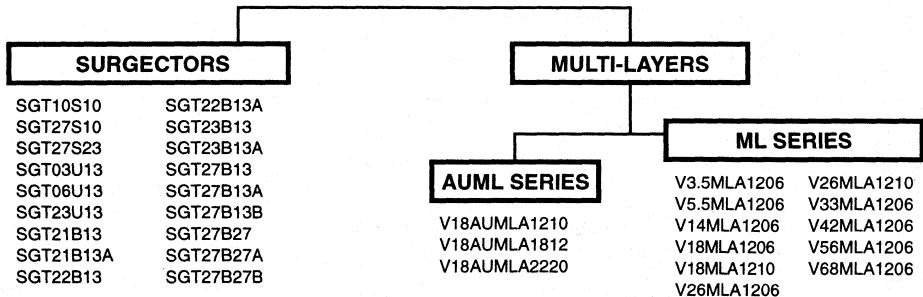 SURGECTORS
SGT10S10
SGT27S10
SGT27S23
SGT03U13
SGT06U13
SGT23U13
SGT21B13
SGT21B13A
SGT22B13
SGT22B13A
SGT23B13
SGT23B13A
SGT27B13
SGT27B13A
SGT27B13B
SGT27B27
SGT27B27A
SGT27B27B
MULTI-LAYERS
AUML SERIES
V18AUMLA1210
V18AUMLA1812
V18AUMLA2220
ML SERIES
V3.5MLA1206
V5.5MLA1206
V14MLA1206
V18MLA1206
V18MLA1210
V26MLA1206
V26MLA1210
V33MLA1206
V42MLA1206
V56MLA1206
V68MLA1206